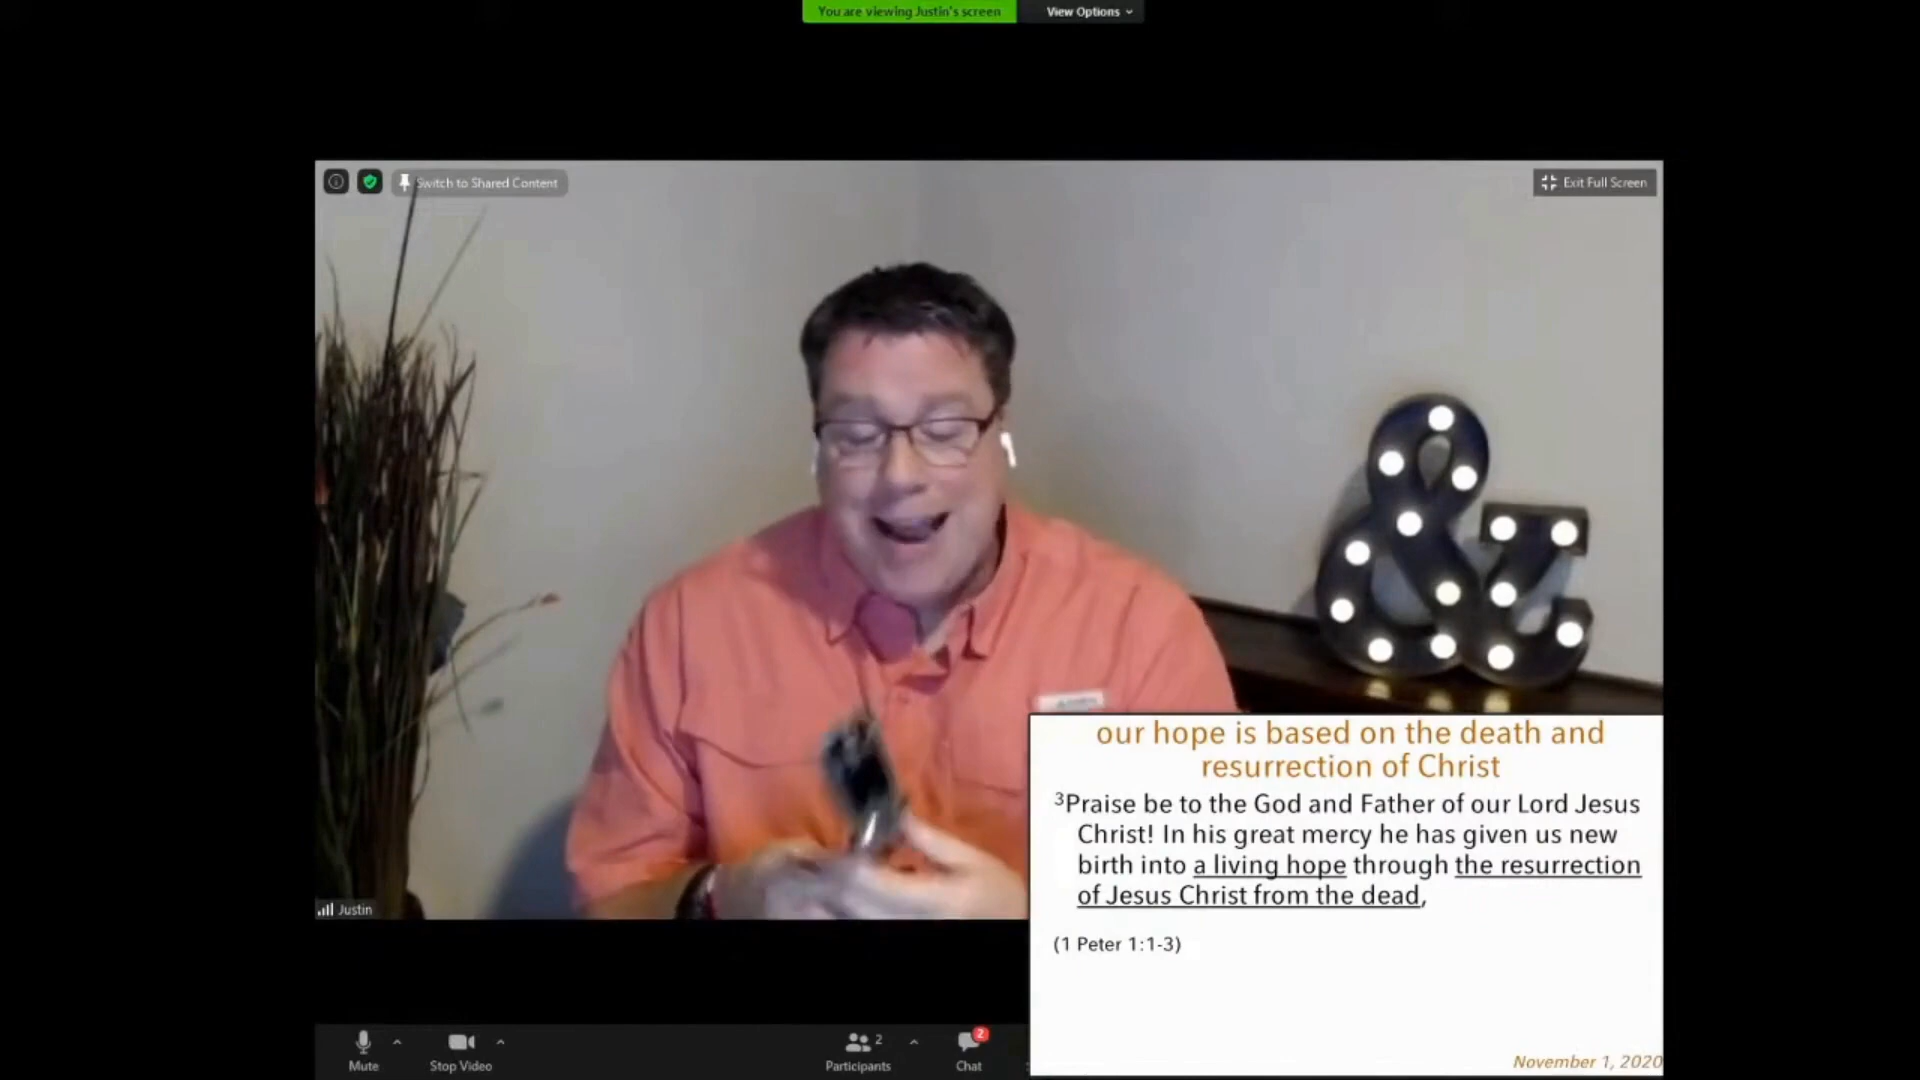 You are viewing Justin's screen
View Options
Switch to Shared Content
Exit Full Screen
our hope is based on the death and
resurrection of Christ
3Praise be to the God and Father of our Lord Jesus
Christ! In his great mercy he has given us new
birth into a living hope through the resurrection
of Jesus Christ from the dead,
(1 Peter 1:1-3)
November 1, 2020
Justin
Mute
Stop Video
2
Participants
2
Chat
&